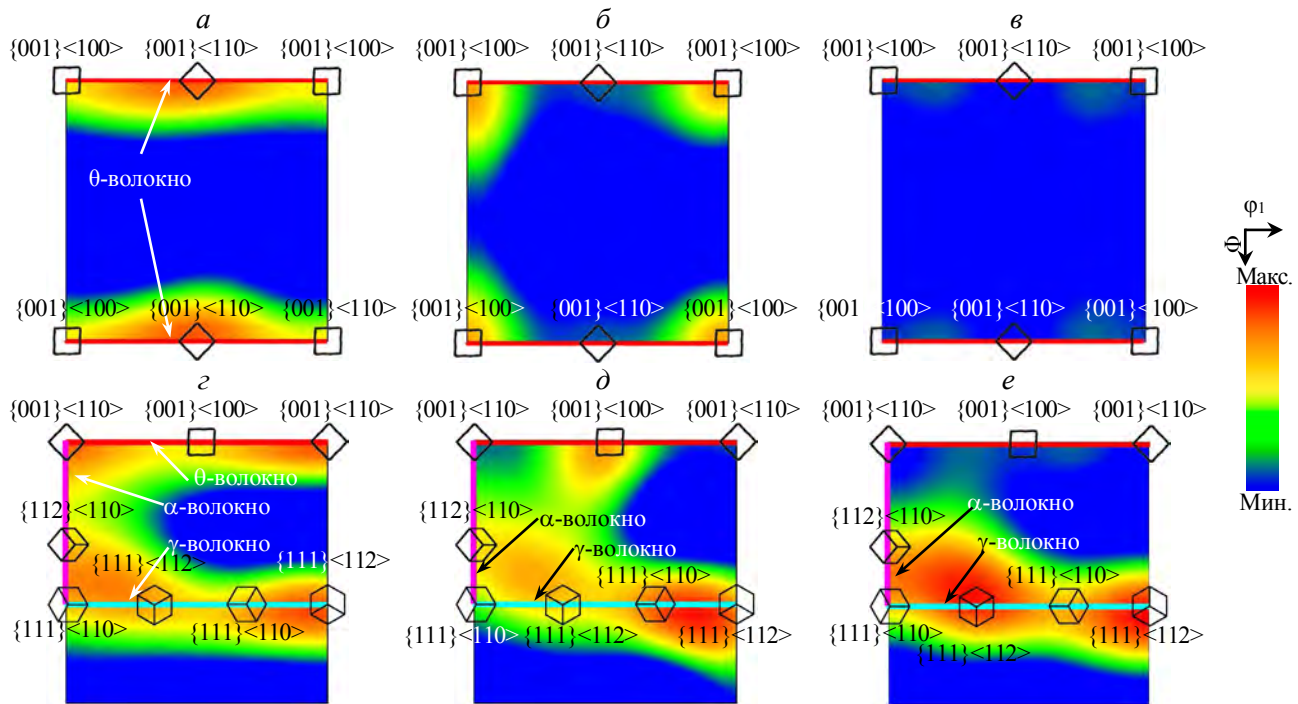 а б в
{001}<100> {001}<110> {001}<100> {001}<100> {001}<110> {001}<100> {001}<100> {001}<110> {001}<100>
θ-волокно
φ1
Φ
{001}<100> {001}<110> {001}<110> {001}<100> {001}<110> {001}<100> {001 <100> {001}<110> {001}<100>
Макс.
г д е
{001}<110> {001}<100> {001}<110> {001}<110> {001}<100> {001}<110> {001}<110> {001}<100> {001}<110>
θ-волокно
Мин.
{112}<110> α-волокно {112}<110> α-волокно {112}<110> α-волокно
γ-волокно γ-волокно γ-волокно
{111}<112> {111}<112> {111}<110> {111}<110>
{111}<110> {111}<110> {111}<110> {111}<112> {111}<112> {111}<110> {111}<112>
{111}<112>